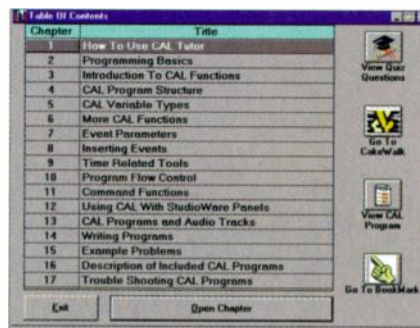 Table Of Contents
Chapter Title
1 How To Use CAL Tutor
2 Programming Basics
3 Introduction To CAL Functions
4 CAL Program Structure
5 CAL Variable Types
6 More CAL Functions
7 Event Parameters
8 Inserting Events
9 Time Related Tools
10 Program Flow Control
11 Command Functions
12 Using CAL With StudioWare Panels
13 CAL Programs and Audio Tracks
14 Writing Programs
15 Example Problems
16 Description of Included CAL Programs
17 Trouble Shooting CAL Programs
Exit Open Chapter
View Quiz
Questions
Go To
CakeWalk
View CAL
Program
Go To BookMark